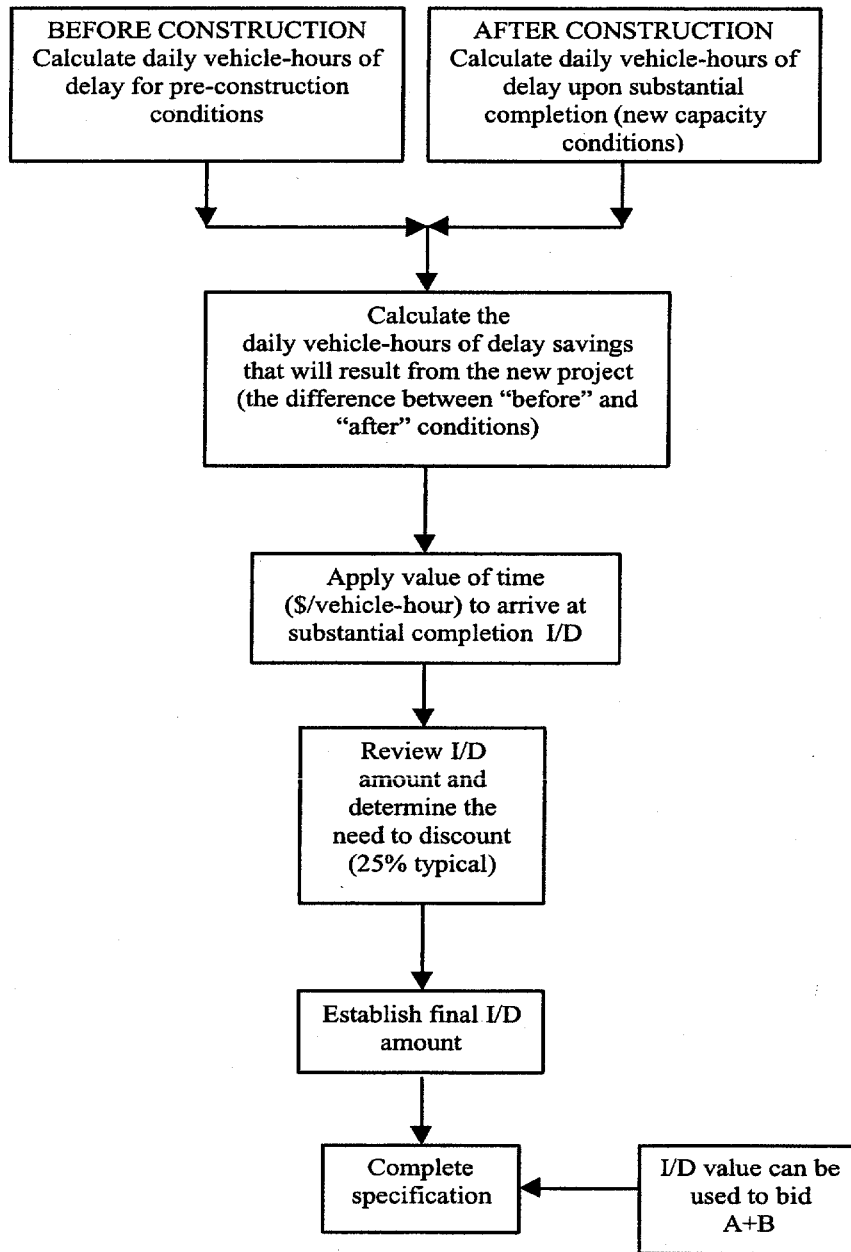 BEFORE CONSTRUCTION
Calculate daily vehicle-hours of
delay for pre-construction
conditions
AFTER CONSTRUCTION
Calculate daily vehicle-hours of
delay upon substantial
completion (new capacity
conditions)
Calculate the
daily vehicle-hours of delay savings
that will result from the new project
(the difference between “before” and
“after” conditions)
Apply value of time
($/vehicle-hour) to arrive at
substantial completion I/D
Review I/D
amount and
determine the
need to discount
(25% typical)
Establish final I/D
amount
Complete
specification
I/D value can be
used to bid
A+B